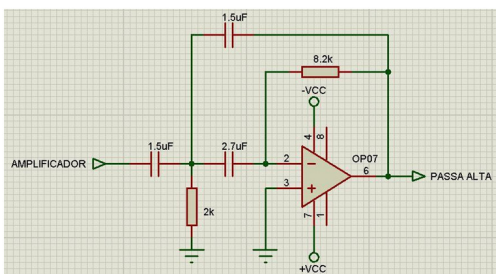 1.5uF
8.2k
-VCC
4
8
1.5uF
2.7uF
OP07
AMPLIFICADOR
2
6
PASSA ALTA
3
2k
7
1
+VCC